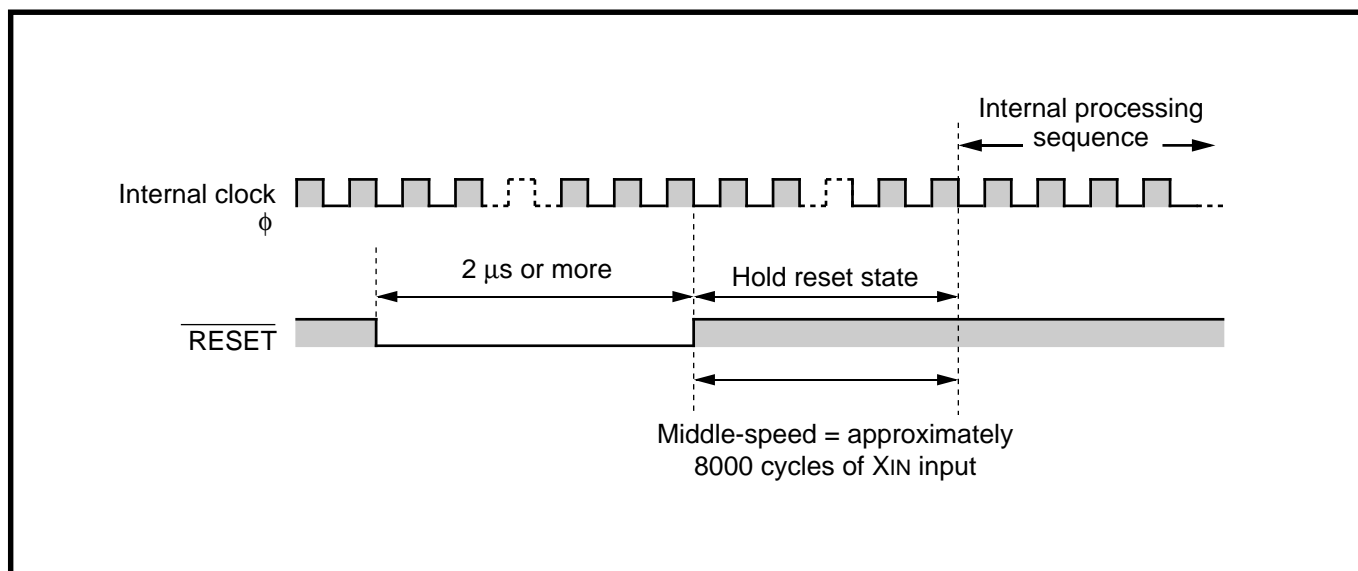 Internal processing
sequence
Internal clock
ϕ
2 μs or more
Hold reset state
RESET
Middle-speed = approximately
8000 cycles of XIN input